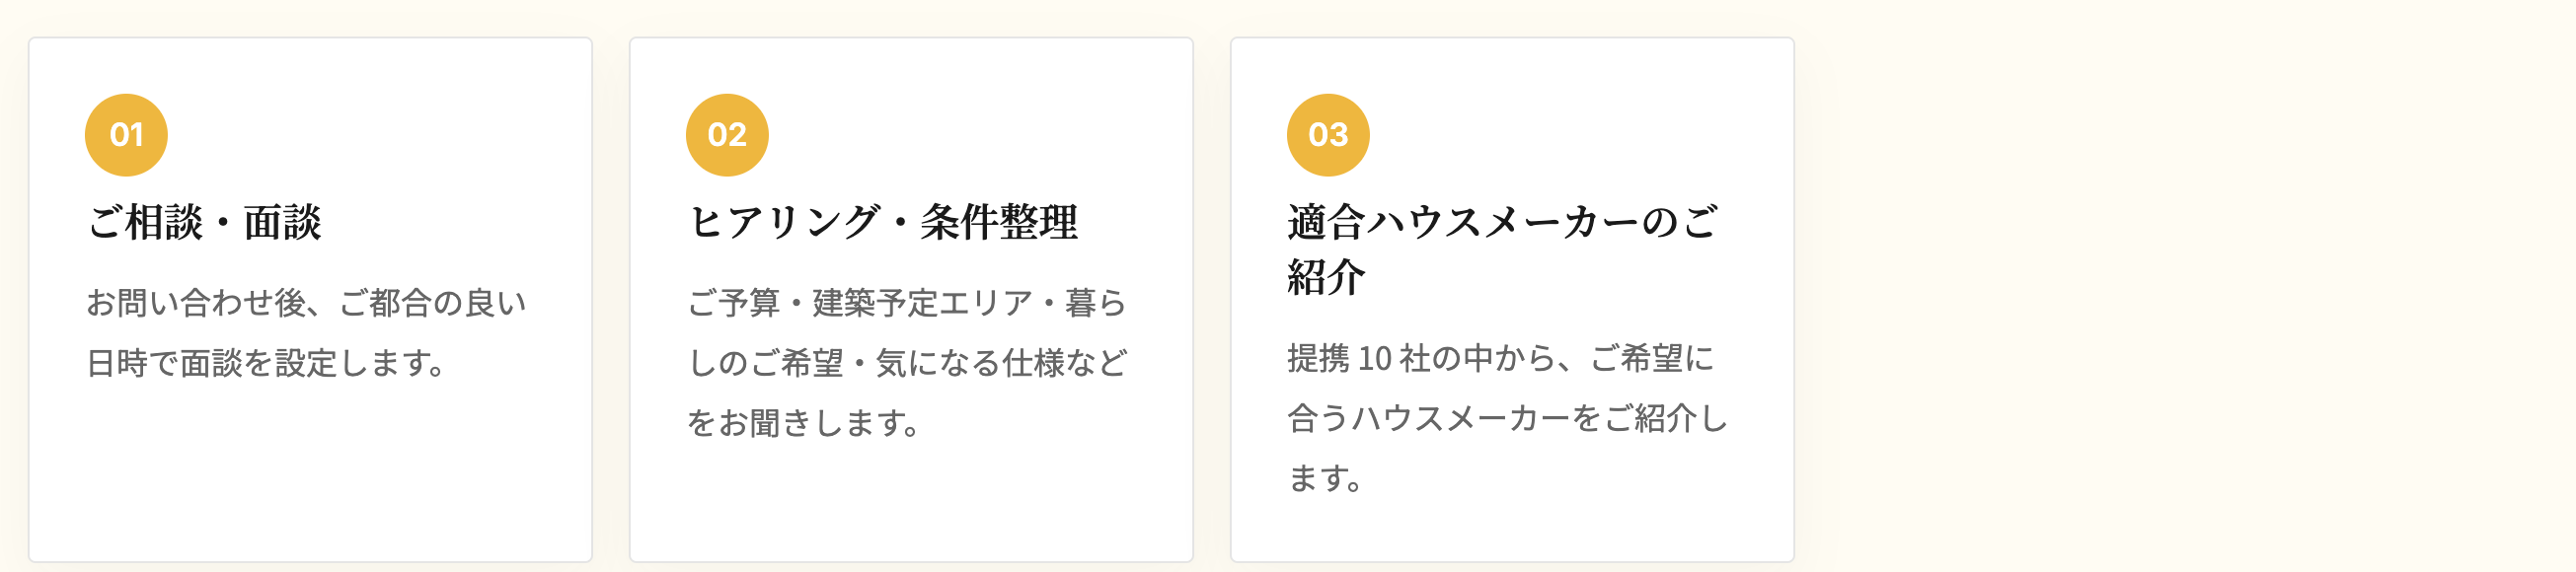 01
ご相談・面談
お問い合わせ後、ご都合の良い
日時で面談を設定します。
02
ヒアリング・条件整理
ご予算・建築予定エリア・暮ら
しのご希望・気になる仕様など
をお聞きします。
03
適合ハウスメーカーのご
紹介
提携 10 社の中から、ご希望に
合うハウスメーカーをご紹介し
ます。